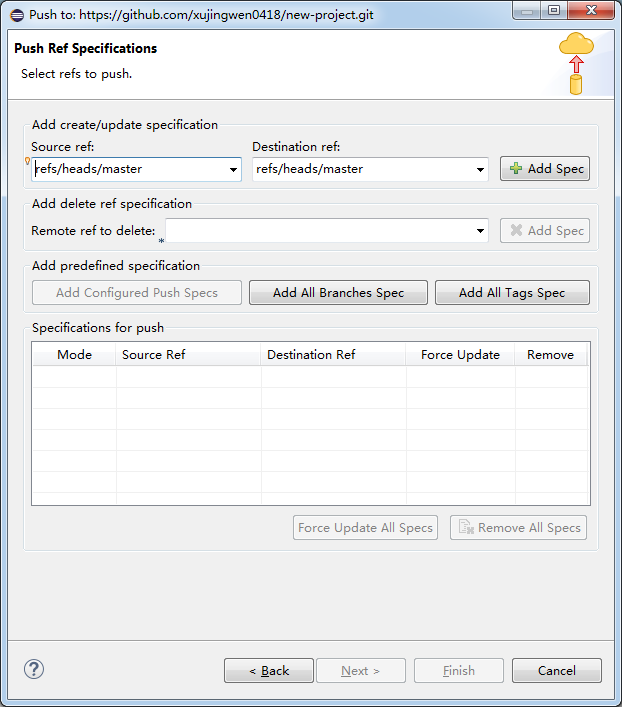 Push to: https://github.com/xujingwen0418/new-project.git
Push Ref Specifications
Select refs to push.
Add create/update specification
Source ref: Destination ref:
refs/heads/master refs/heads/master Add Spec
Add delete ref specification
Remote ref to delete: * Add Spec
Add predefined specification
Add Configured Push Specs Add All Branches Spec Add All Tags Spec
Specifications for push
Mode Source Ref Destination Ref Force Update Remove
Force Update All Specs Remove All Specs
? < Back Next > Finish Cancel